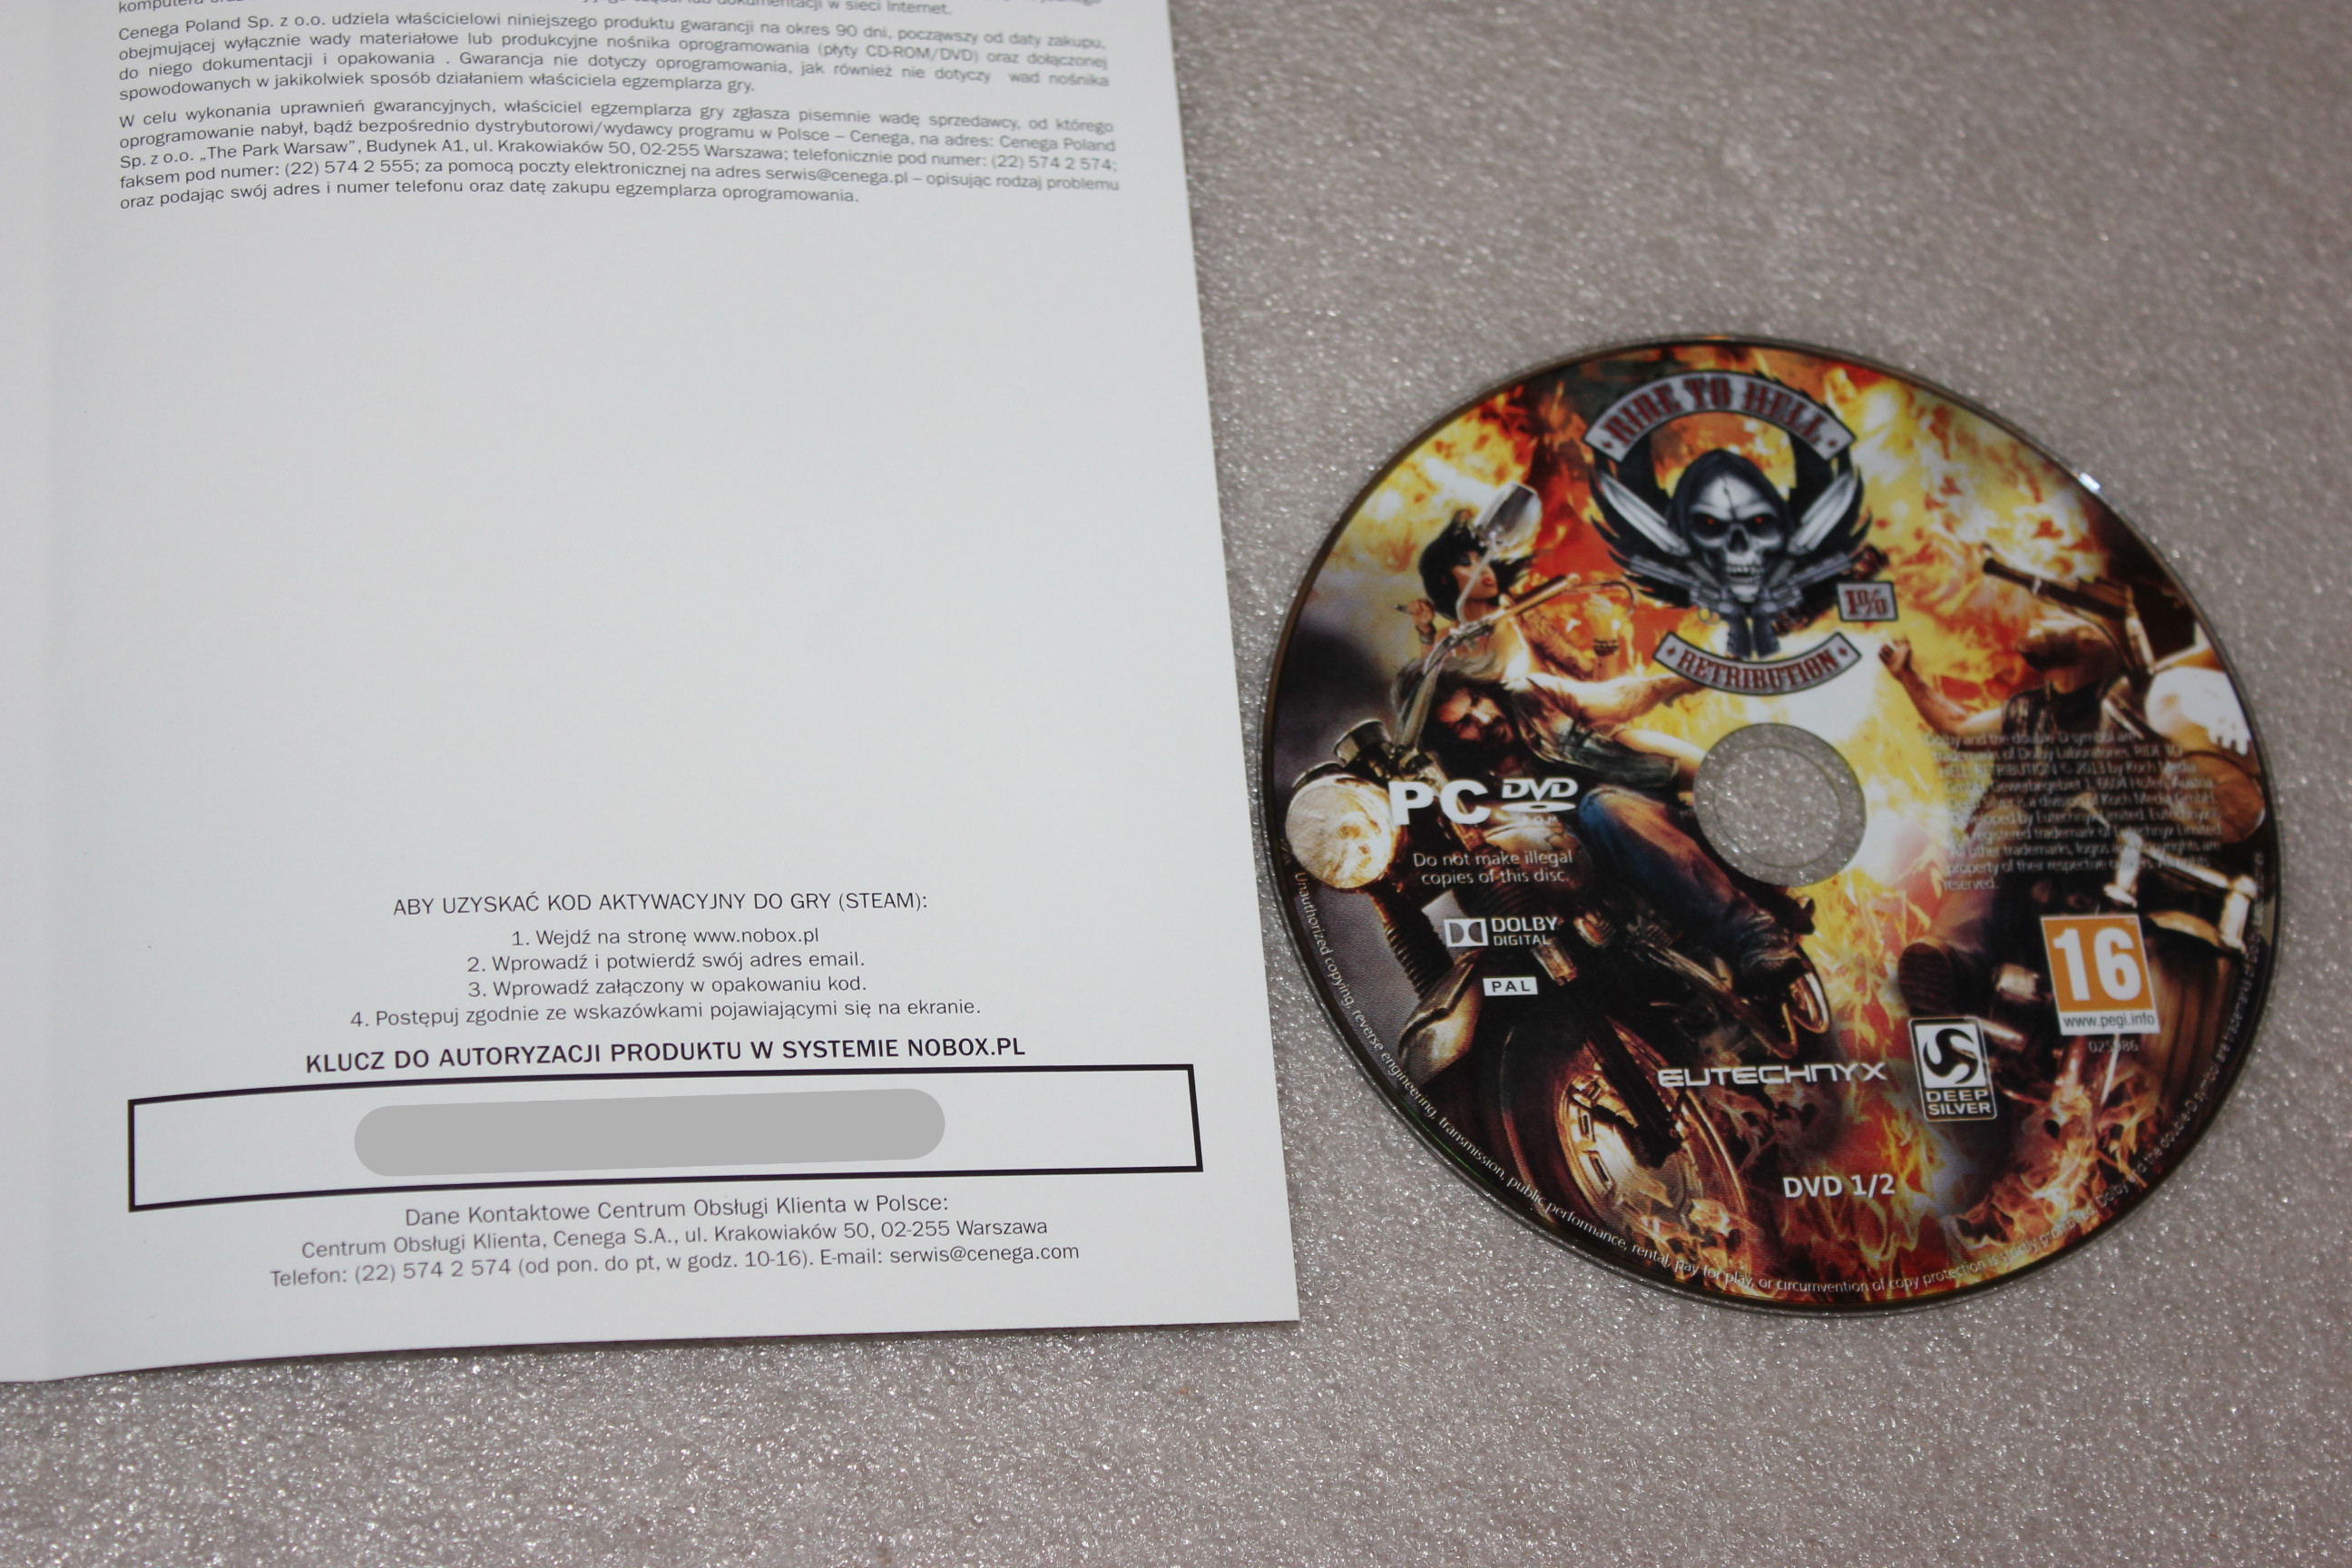 w sieci Internet.
Cenega Poland Sp. z o.o. udziela właścicielowi niniejszego produktu gwarancji na okres 90 dni, począwszy od daty zakupu,
obejmującej wyłącznie wady materiałowe lub produkcyjne nośnika oprogramowania (płyty CD-ROM/DVD) oraz dołączonej
do niego dokumentacji i opakowania . Gwarancja nie dotyczy oprogramowania, jak również nie dotyczy wad nośnika
spowodowanych w jakikolwiek sposób działaniem właściciela egzemplarza gry.
W celu wykonania uprawnień gwarancyjnych, właściciel egzemplarza gry zgłasza pisemnie wadę sprzedawcy, od którego
oprogramowanie nabył, bądź bezpośrednio dystrybutorowi/wydawcy programu w Polsce – Cenega, na adres: Cenega Poland
Sp. z o.o. „The Park Warsaw", Budynek A1, ul. Krakowiaków 50, 02-255 Warszawa; telefonicznie pod numer: (22) 574 2 574;
faksem pod numer: (22) 574 2 555; za pomocą poczty elektronicznej na adres serwis@cenega.pl – opisując rodzaj problemu
oraz podając swój adres i numer telefonu oraz datę zakupu egzemplarza oprogramowania.
ABY UZYSKAĆ KOD AKTYWACYJNY DO GRY (STEAM):
1. Wejdź na stronę www.nobox.pl
2. Wprowadź i potwierdź swój adres email.
3. Wprowadź załączony w opakowaniu kod.
4. Postępuj zgodnie ze wskazówkami pojawiającymi się na ekranie.
KLUCZ DO AUTORYZACJI PRODUKTU W SYSTEMIE NOBOX.PL
Dane Kontaktowe Centrum Obsługi Klienta w Polsce:
Centrum Obsługi Klienta, Cenega S.A., ul. Krakowiaków 50, 02-255 Warszawa
Telefon: (22) 574 2 574 (od pon. do pt, w godz. 10-16). E-mail: serwis@cenega.com
RIDE TO HELL
1%
RETRIBUTION
PC DVD
Do not make illegal
copies of this disc.
DOLBY
DIGITAL
PAL
16
www.pegi.info
EUTECHNYX
DEEP
SILVER
DVD 1/2
Unauthorized copying, reverse engineering, transmission, public performance, rental, pay for play, or circumvention of copy protection is strictly